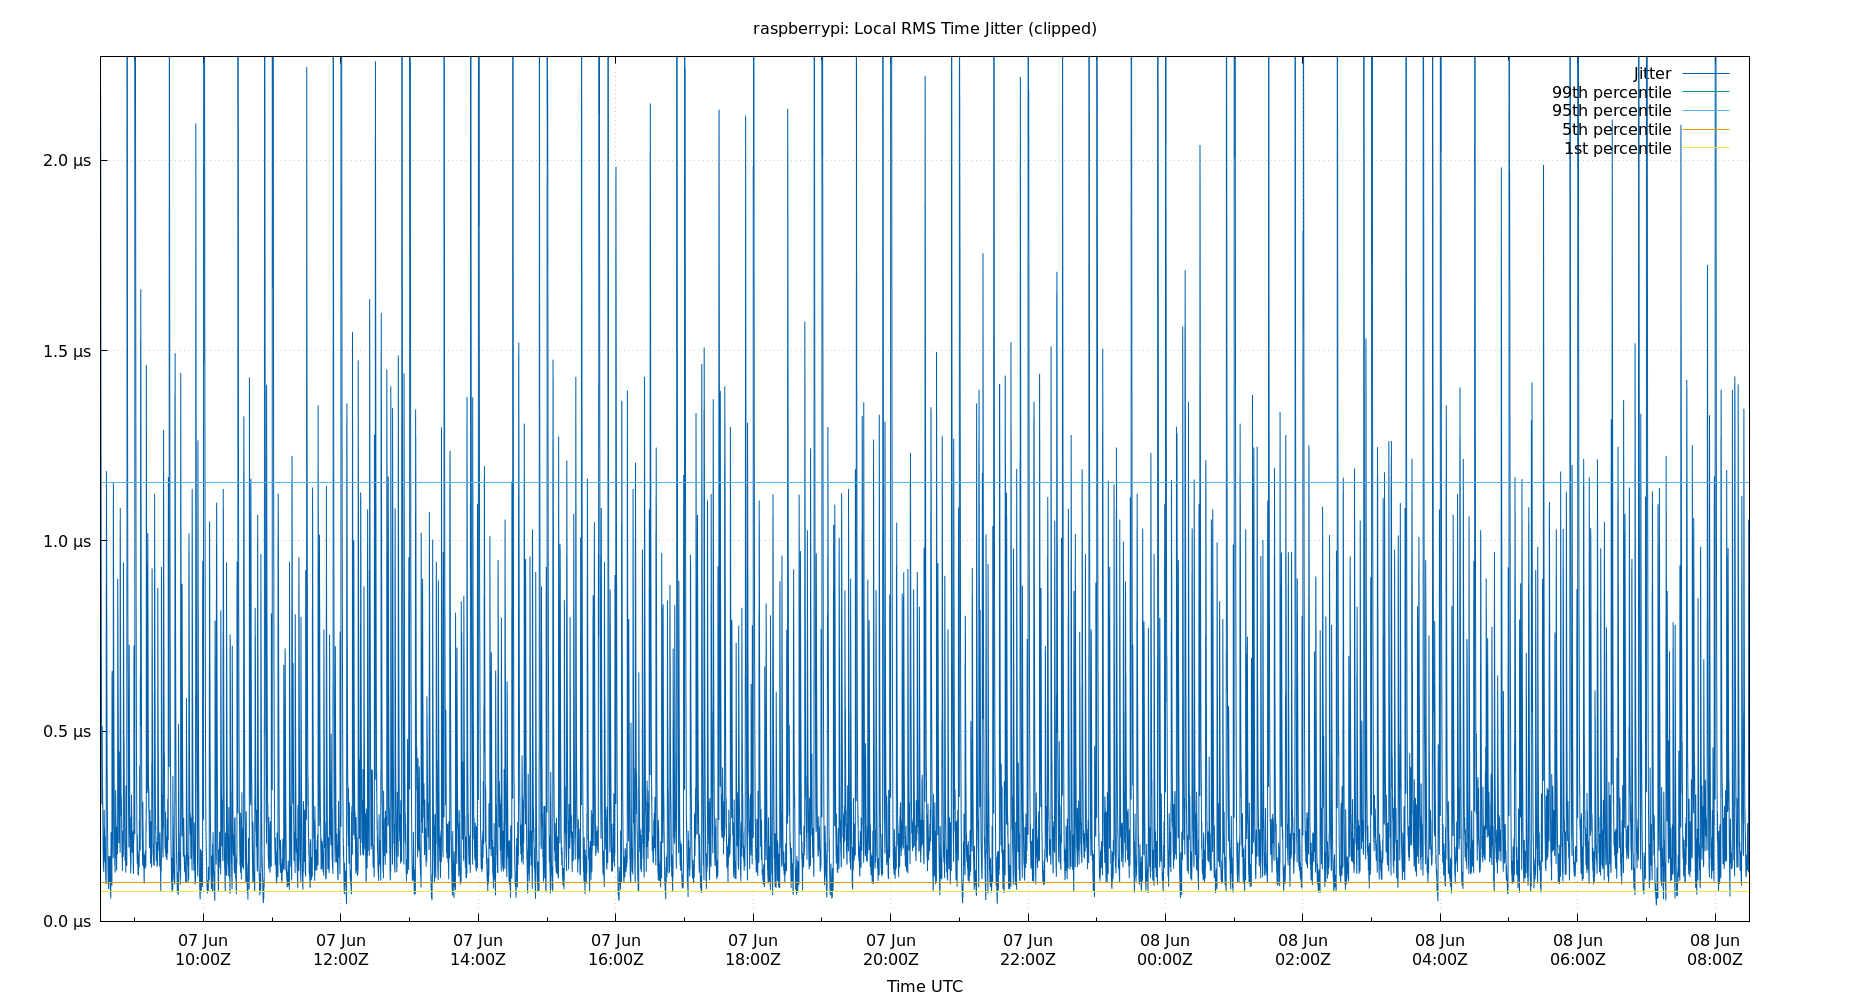 raspberrypi: Local RMS Time Jitter (clipped)
Jitter
99th percentile
95th percentile
5th percentile
1st percentile
2.0 µs
1.5 µs
1.0 µs
0.5 µs
0.0 µs
07 Jun 07 Jun 07 Jun 07 Jun 07 Jun 07 Jun 07 Jun 08 Jun 08 Jun 08 Jun 08 Jun 08 Jun
10:00Z 12:00Z 14:00Z 16:00Z 18:00Z 20:00Z 22:00Z 00:00Z 02:00Z 04:00Z 06:00Z 08:00Z
Time UTC